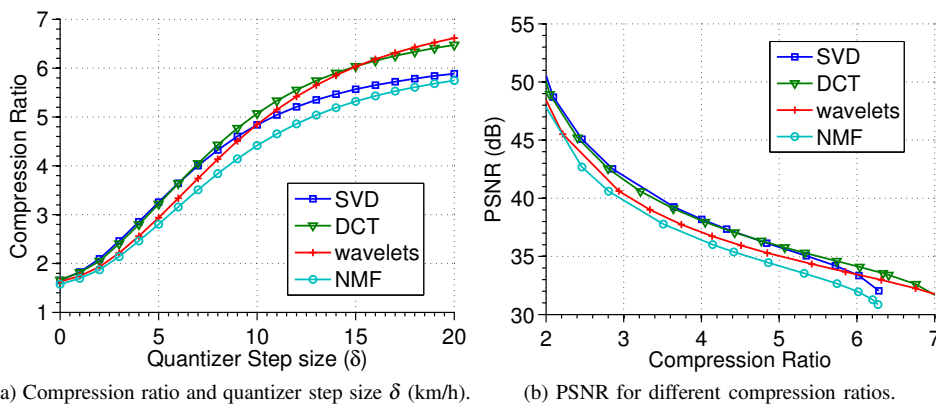 7
6
5
4
3
2
1
0 5 10 15 20
Compression Ratio
Quantizer Step size (δ)
SVD
DCT
wavelets
NMF
55
50
45
40
35
30
2 3 4 5 6 7
PSNR (dB)
Compression Ratio
SVD
DCT
wavelets
NMF
a) Compression ratio and quantizer step size δ (km/h).
(b) PSNR for different compression ratios.